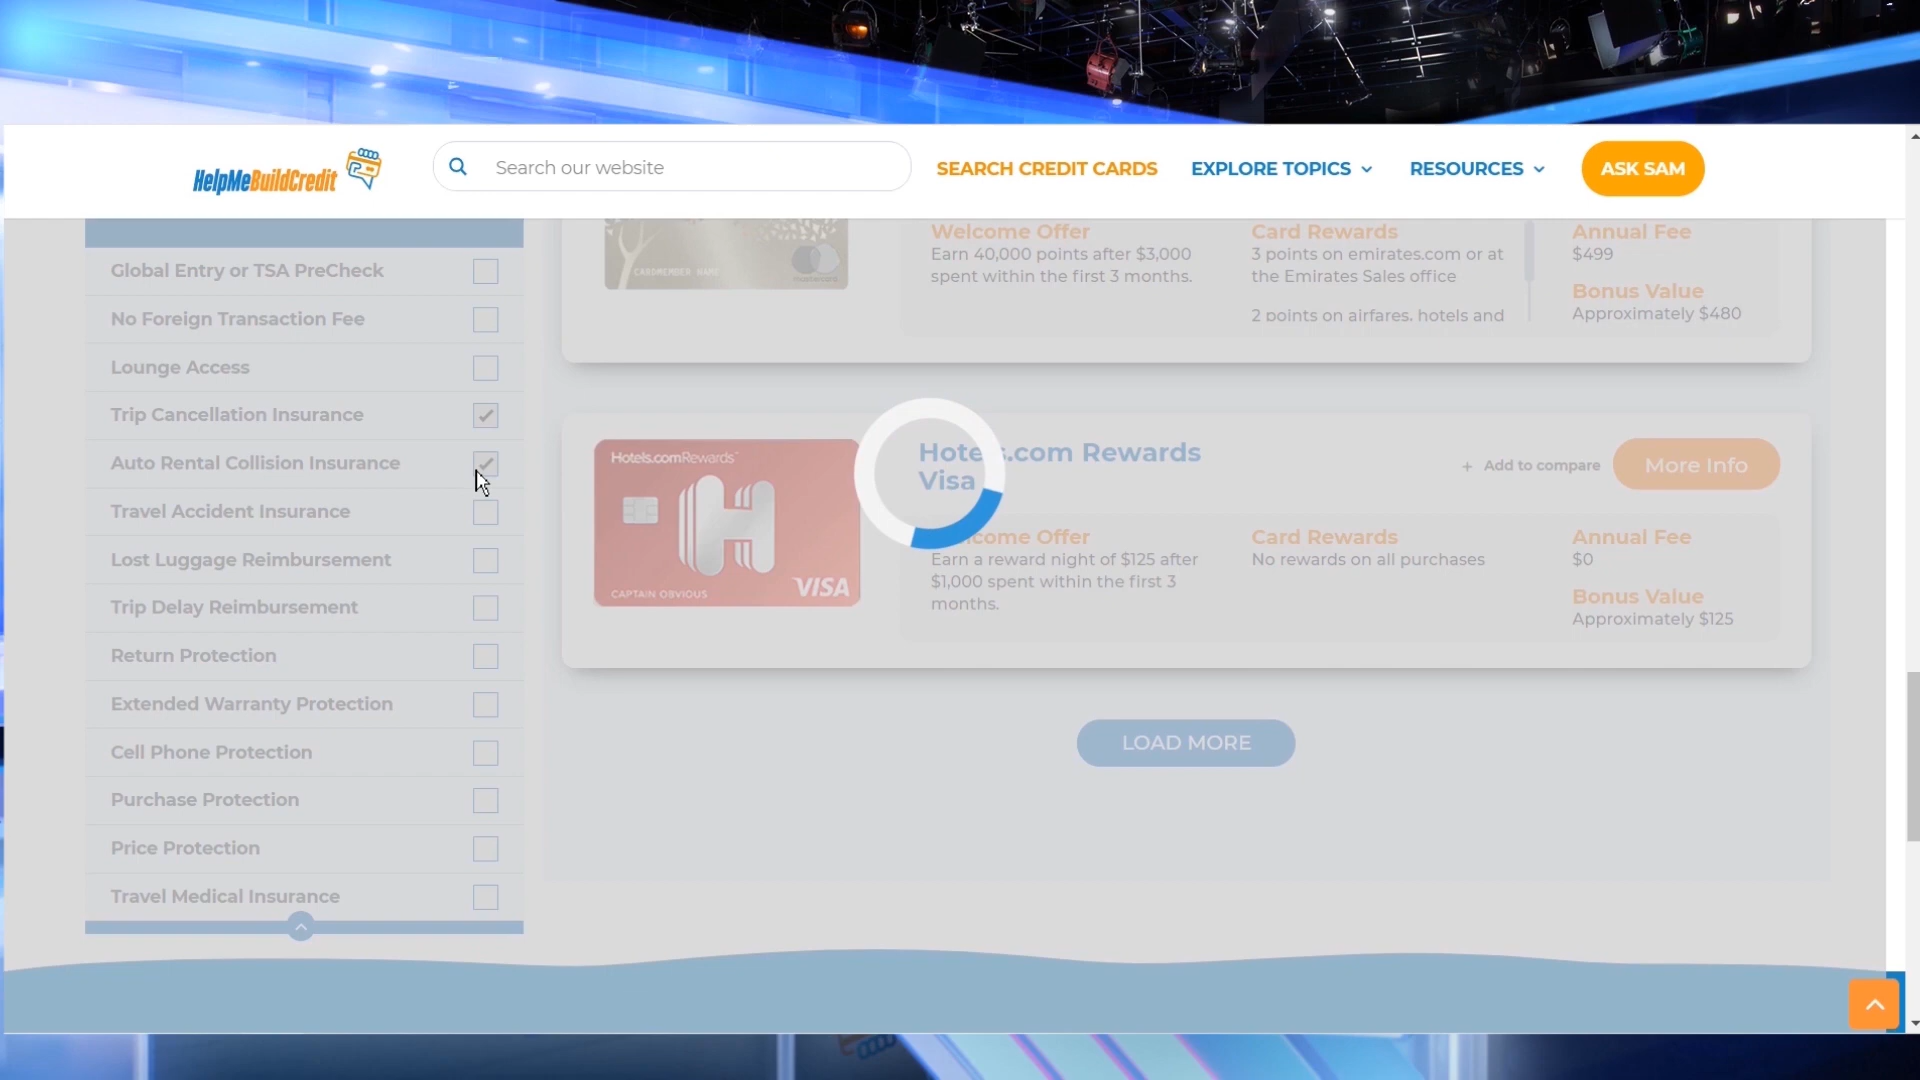 HelpMeBuildCredit
Search our website
SEARCH CREDIT CARDS
EXPLORE TOPICS
RESOURCES
ASK SAM
Global Entry or TSA PreCheck
No Foreign Transaction Fee
Lounge Access
Trip Cancellation Insurance
Auto Rental Collision Insurance
Travel Accident Insurance
Lost Luggage Reimbursement
Trip Delay Reimbursement
Return Protection
Extended Warranty Protection
Cell Phone Protection
Purchase Protection
Price Protection
Travel Medical Insurance
CARDMEMBER NAME
mastercard
Welcome Offer
Earn 40,000 points after $3,000
spent within the first 3 months.
Card Rewards
3 points on emirates.com or at
the Emirates Sales office
2 points on airfares, hotels and
Annual Fee
$499
Bonus Value
Approximately $480
Hotels.com Rewards
CAPTAIN OBVIOUS
VISA
Hotels.com Rewards
Visa
+ Add to compare
More Info
Welcome Offer
Earn a reward night of $125 after
$1,000 spent within the first 3
months.
Card Rewards
No rewards on all purchases
Annual Fee
$0
Bonus Value
Approximately $125
LOAD MORE